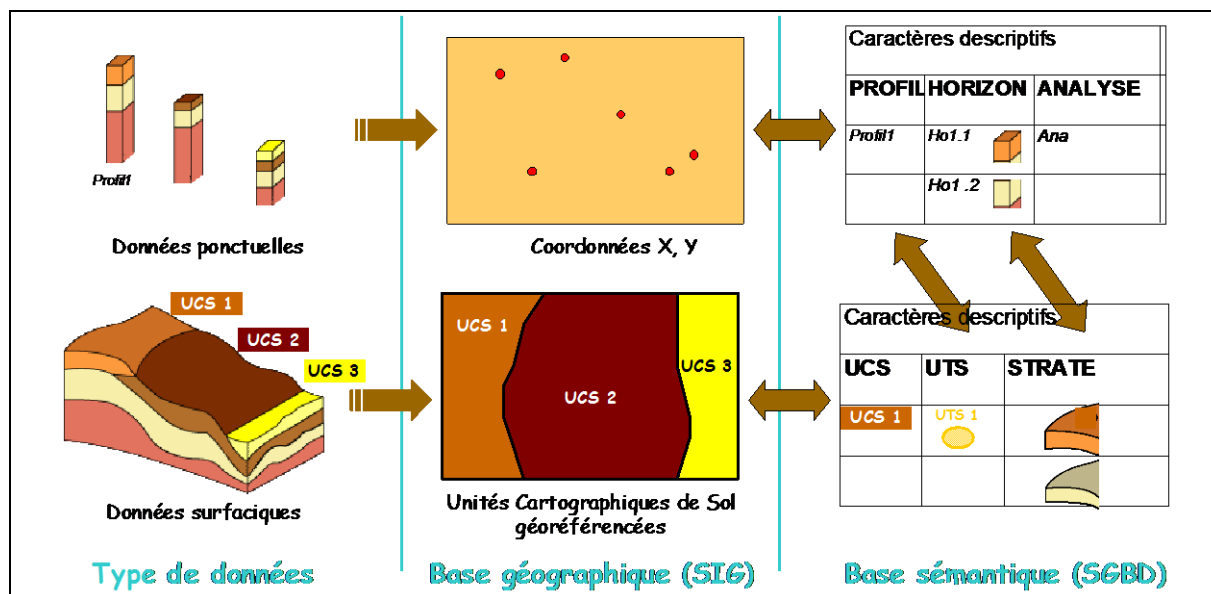 Profil1
Données ponctuelles
Coordonnées X, Y
Caractères descriptifs
PROFIL HORIZON ANALYSE
Profil1 Ho1.1 Ana
Ho1.2
UCS 1
UCS 2
UCS 3
Données surfaciques
UCS 1
UCS 2
UCS 3
Unités Cartographiques de Sol
géoréférencées
Caractères descriptifs
UCS UTS STRATE
UCS 1 UTS 1
Type de données
Base géographique (SIG)
Base sémantique (SGBD)